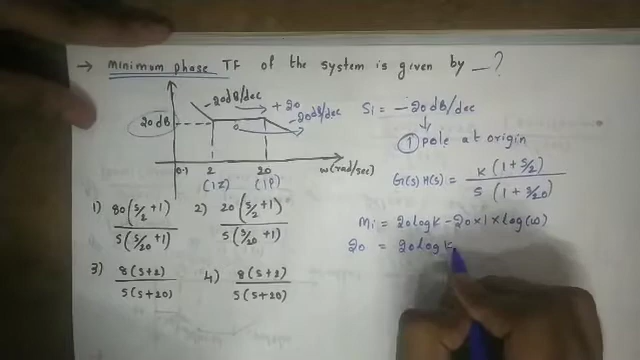 → Minimum phase TF of the system is given by __ ?
-20dB/dec
+20
-20dB/dec
20dB
0
0.1 2 20 w(rad/sec)
(1Z) (1P)
Si = -20dB/dec
① pole at origin
G(s) H(s) = K (1 + s/2) / s (1 + s/20)
Mi = 20logK - 20×1×log(w)
20 = 20logK
1) 80(s/2 +1) / s(s/20 +1) 2) 20(s/2 +1) / s(s/20 +1)
3) 8(s+2) / s(s+20) 4) 8(s+2) / s(s+20)